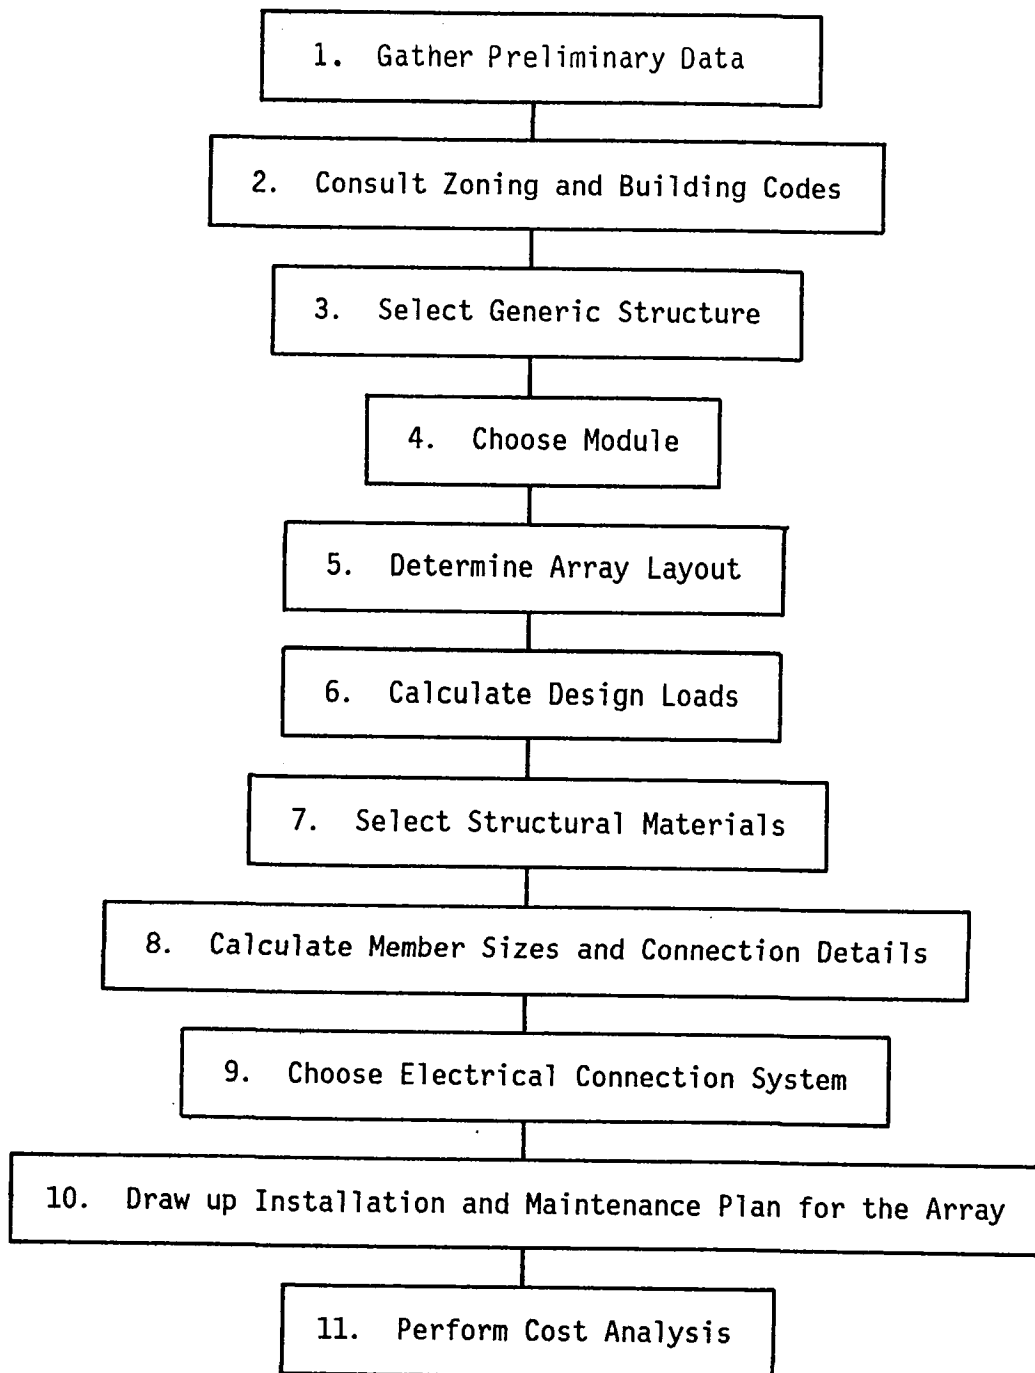 1. Gather Preliminary Data
2. Consult Zoning and Building Codes
3. Select Generic Structure
4. Choose Module
5. Determine Array Layout
6. Calculate Design Loads
7. Select Structural Materials
8. Calculate Member Sizes and Connection Details
9. Choose Electrical Connection System
10. Draw up Installation and Maintenance Plan for the Array
11. Perform Cost Analysis